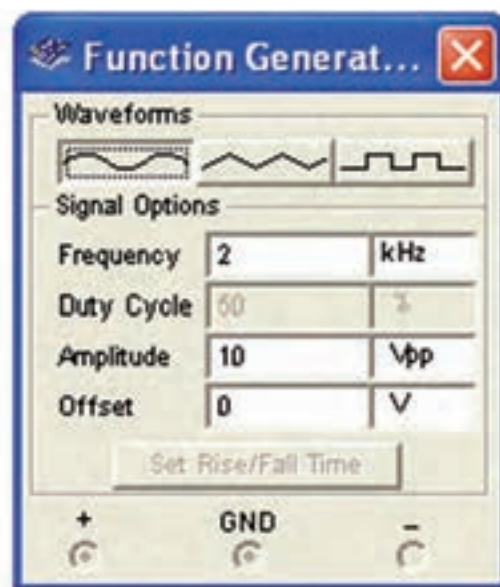 Function Generat...
Waveforms
Signal Options
Frequency 2 kHz
Duty Cycle 50 %
Amplitude 10 Vpp
Offset 0 V
Set Rise/Fall Time
+ GND -